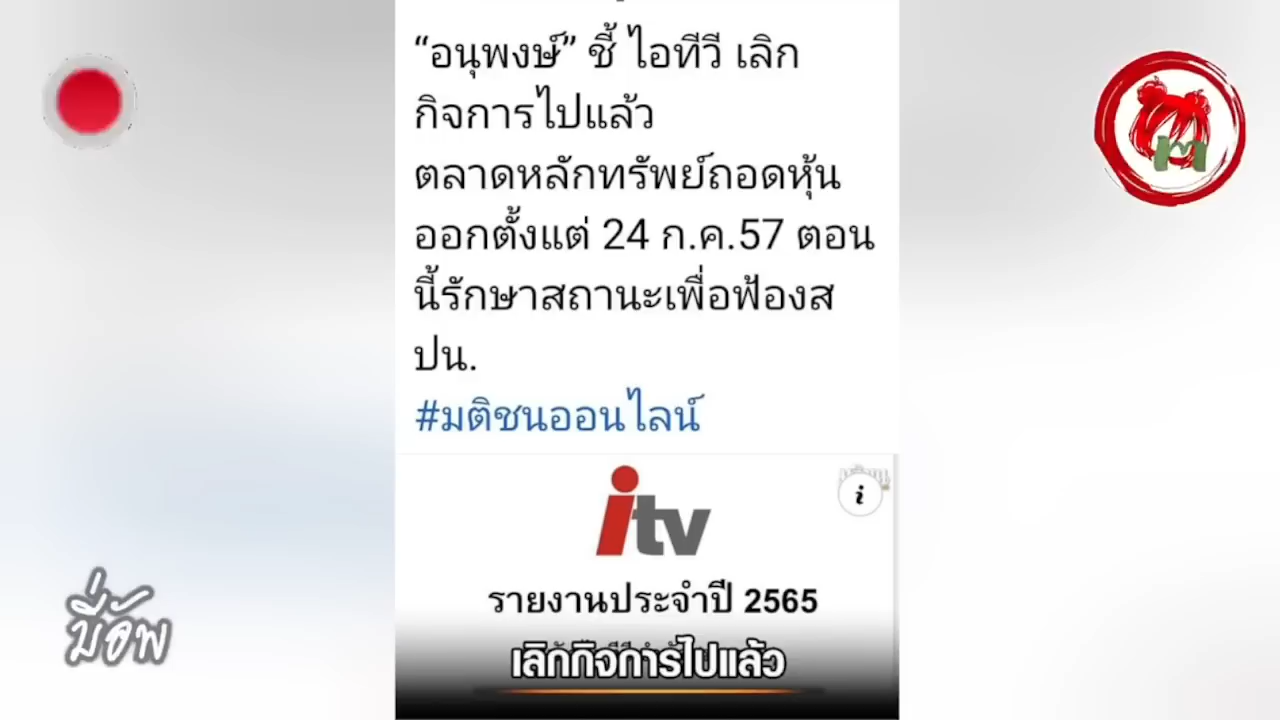 “อนุพงษ์” ชี้ ไอทีวี เลิก
กิจการไปแล้ว
ตลาดหลักทรัพย์ถอดหุ้น
ออกตั้งแต่ 24 ก.ค.57 ตอน
นี้รักษาสถานะเพื่อฟ้องส
ปน.
#มติชนออนไลน์
itv
i
รายงานประจำปี 2565
เลิกกิจการไปแล้ว